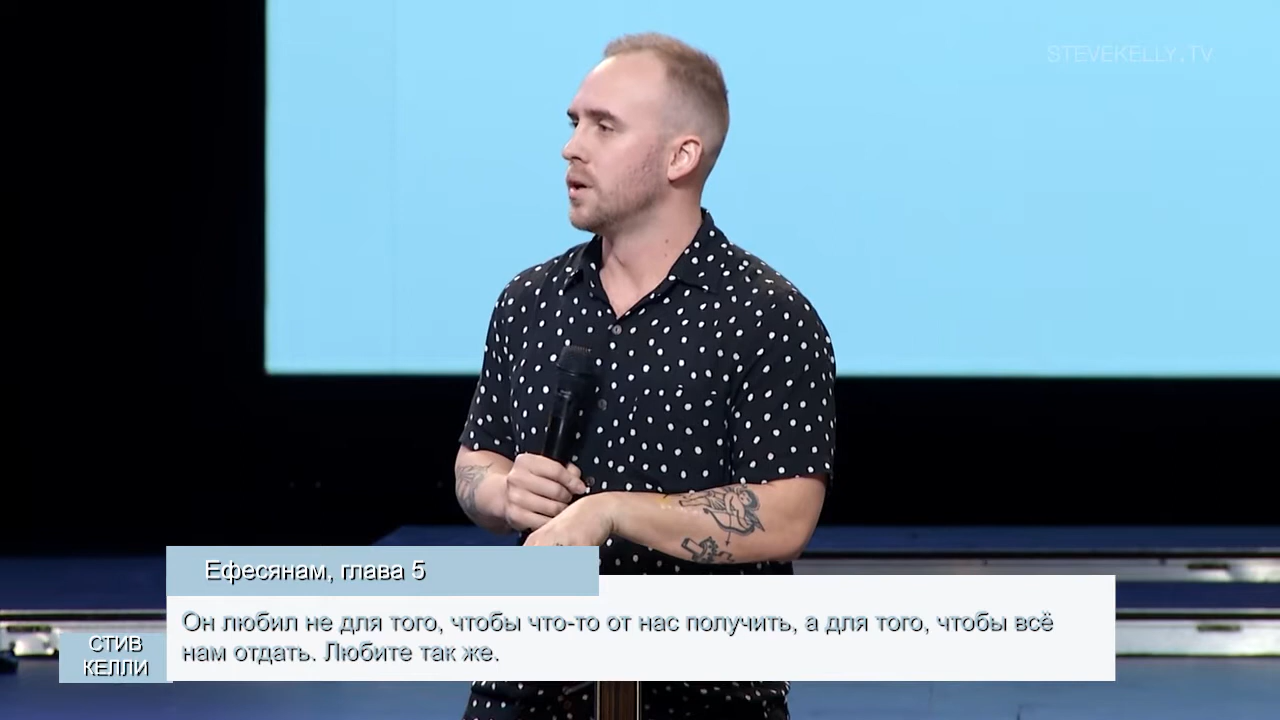 STEVEKELLY.TV
Ефесянам, глава 5
Он любил не для того, чтобы что-то от нас получить, а для того, чтобы всё
нам отдать. Любите так же.
СТИВ
КЕЛЛИ